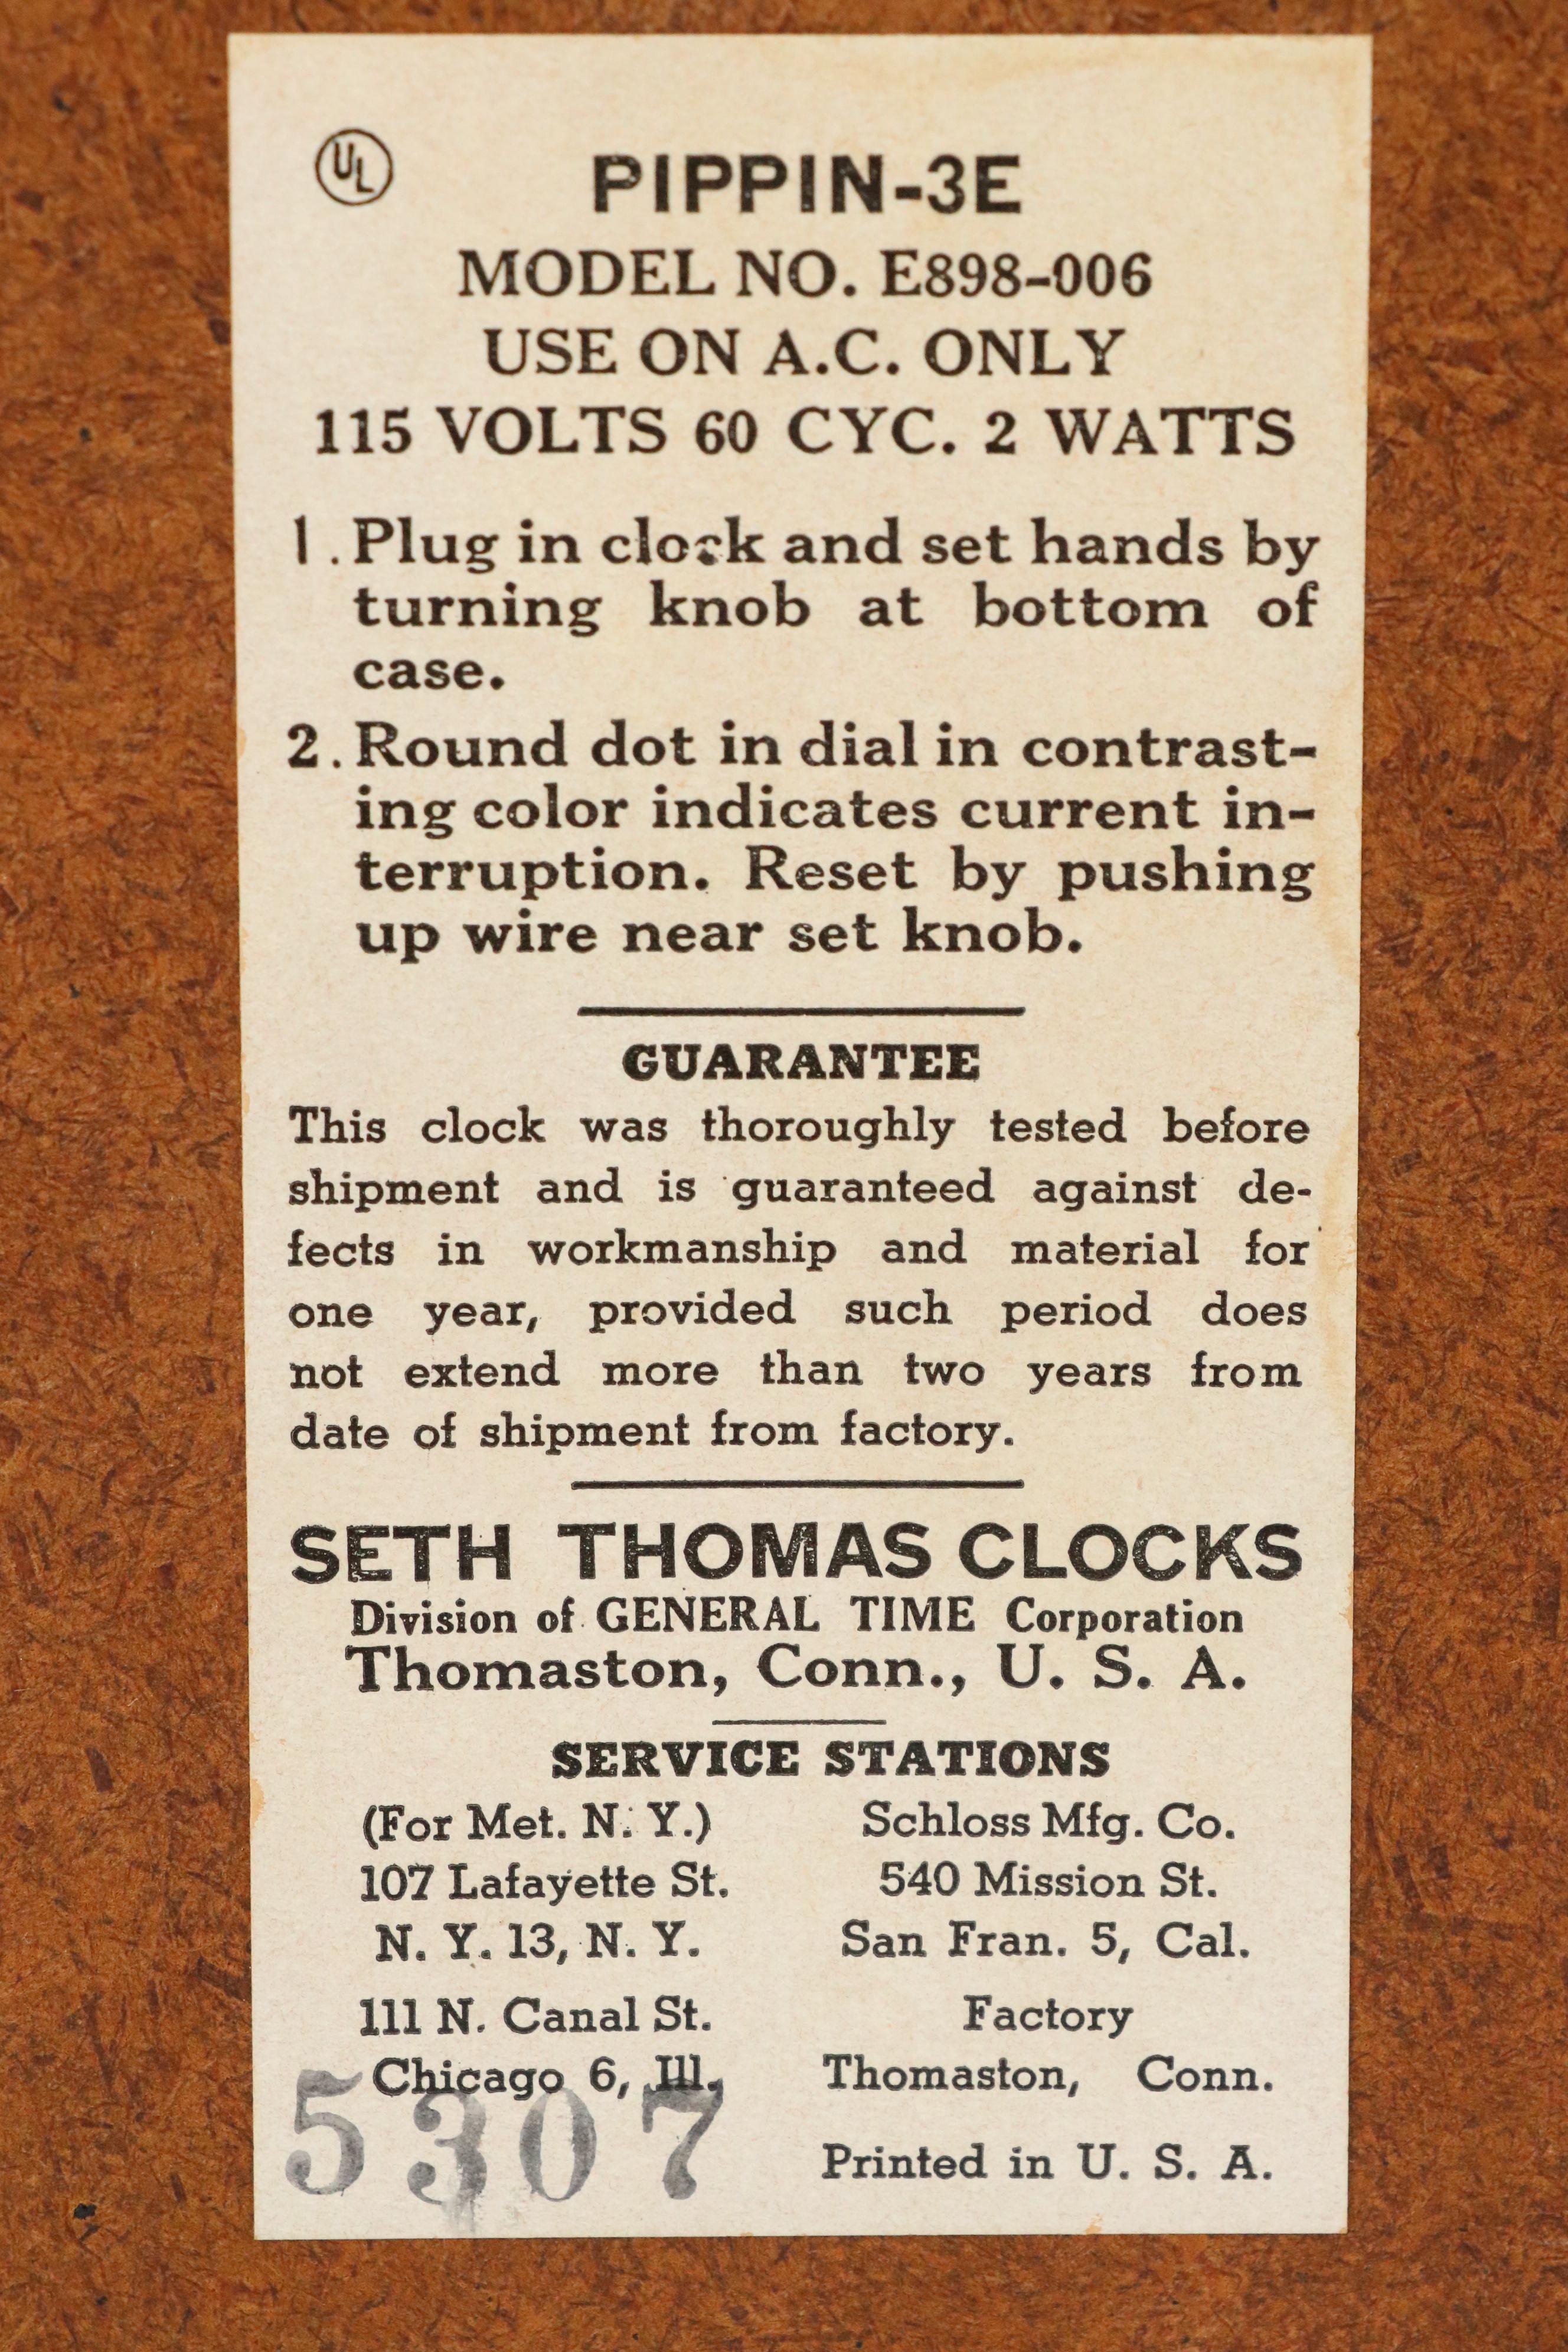 UL
PIPPIN-3E
MODEL NO. E898-006
USE ON A.C. ONLY
115 VOLTS 60 CYC. 2 WATTS
1. Plug in clock and set hands by
turning knob at bottom of
case.
2. Round dot in dial in contrast-
ing color indicates current in-
terruption. Reset by pushing
up wire near set knob.
GUARANTEE
This clock was thoroughly tested before
shipment and is guaranteed against de-
fects in workmanship and material for
one year, provided such period does
not extend more than two years from
date of shipment from factory.
SETH THOMAS CLOCKS
Division of GENERAL TIME Corporation
Thomaston, Conn., U. S. A.
SERVICE STATIONS
(For Met. N. Y.)
107 Lafayette St.
N. Y. 13, N. Y.
111 N. Canal St.
Chicago 6, Ill.
Schloss Mfg. Co.
540 Mission St.
San Fran. 5, Cal.
Factory
Thomaston, Conn.
5307
Printed in U. S. A.